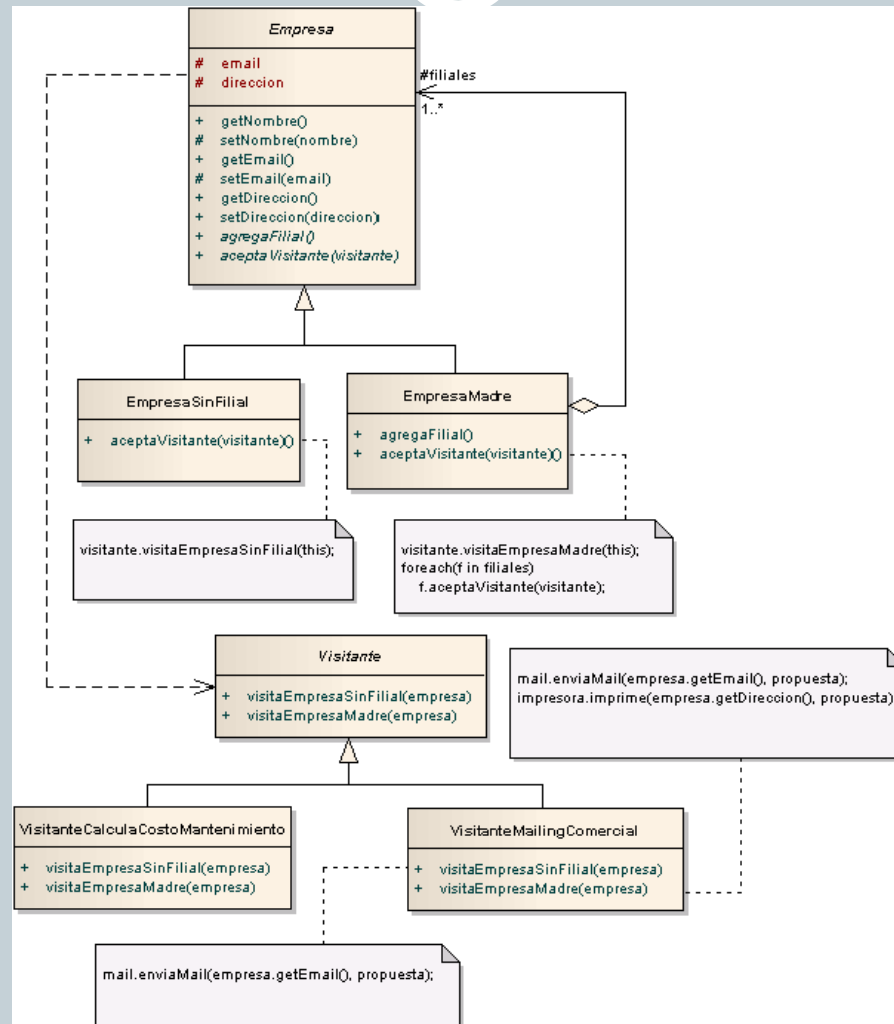 Empresa
# email
# direccion
#filiales
1..*
+ getNombre()
# setNombre(nombre)
+ getEmail()
# setEmail(email)
+ getDireccion()
+ setDireccion(direccion)
+ agregaFilial()
+ aceptaVisitante(visitante)
EmpresaSinFilial
+ aceptaVisitante(visitante)()
EmpresaMadre
+ agregaFilial()
+ aceptaVisitante(visitante)()
visitante.visitaEmpresaSinFilial(this);
visitante.visitaEmpresaMadre(this);
foreach(f in filiales)
f.aceptaVisitante(visitante);
Visitante
+ visitaEmpresaSinFilial(empresa)
+ visitaEmpresaMadre(empresa)
mail.enviaMail(empresa.getEmail(), propuesta);
impresora.imprime(empresa.getDireccion(), propuesta)
VisitanteCalculaCostoMantenimiento
+ visitaEmpresaSinFilial(empresa)
+ visitaEmpresaMadre(empresa)
VisitanteMailingComercial
+ visitaEmpresaSinFilial(empresa)
+ visitaEmpresaMadre(empresa)
mail.enviaMail(empresa.getEmail(), propuesta);